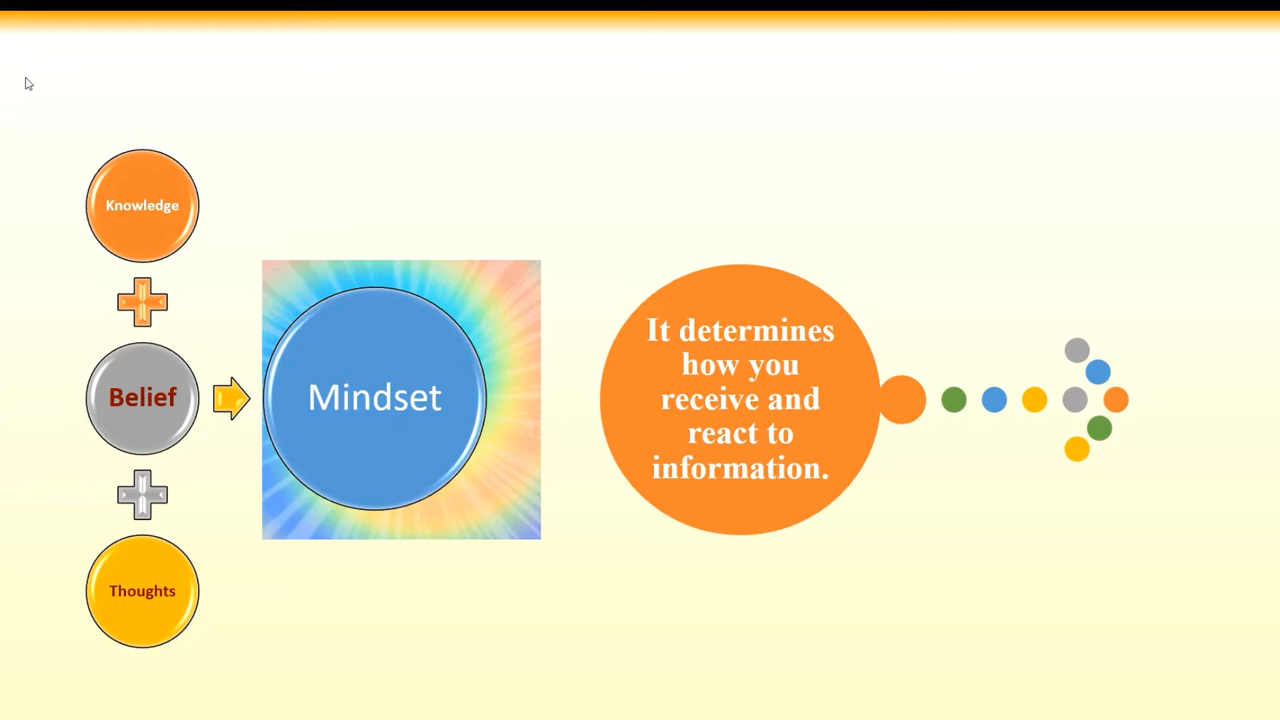 Knowledge
Belief
Thoughts
Mindset
It determines
how you
receive and
react to
information.